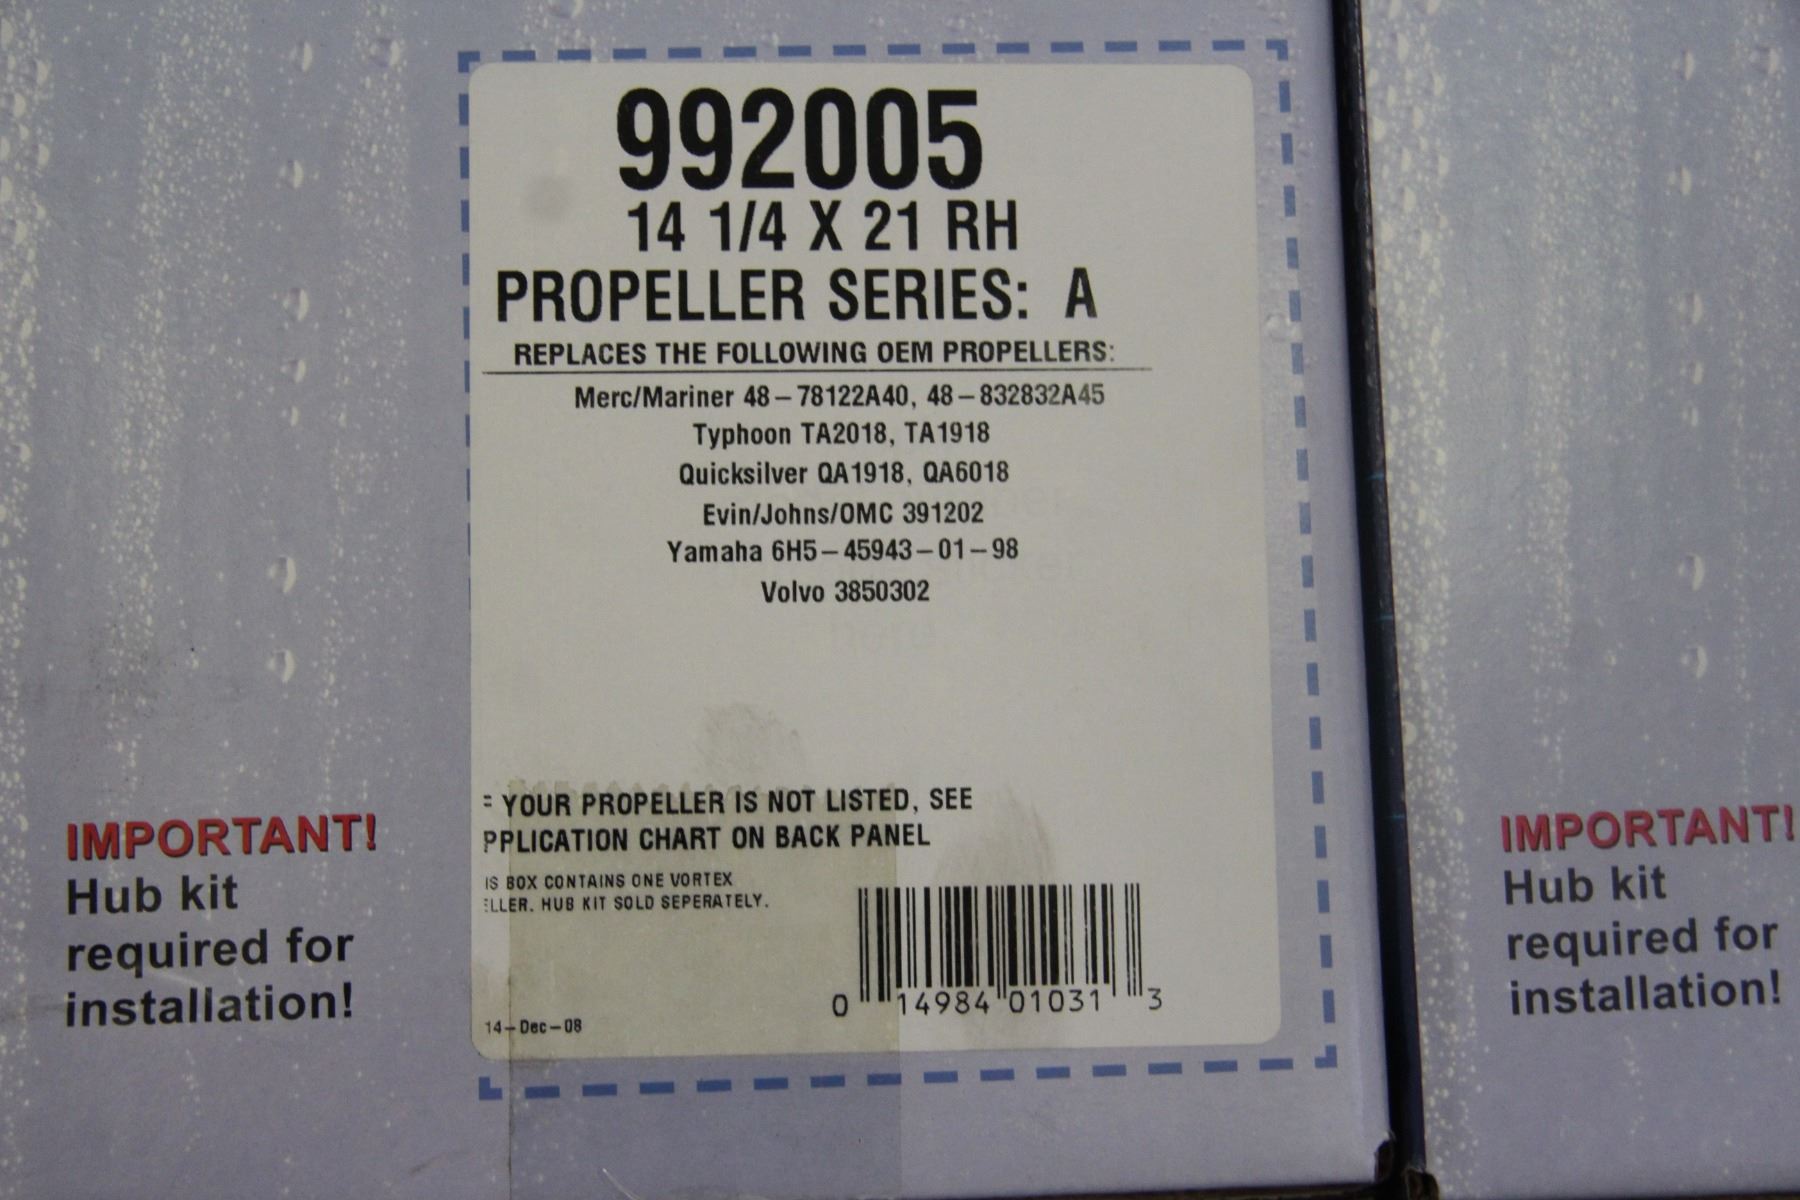 992005
14 1/4 X 21 RH
PROPELLER SERIES: A
REPLACES THE FOLLOWING OEM PROPELLERS:
Merc/Mariner 48-78122A40, 48-832832A45
Typhoon TA2018, TA1918
Quicksilver QA1918, QA6018
Evin/Johns/OMC 391202
Yamaha 6H5-45943-01-98
Volvo 3850302
YOUR PROPELLER IS NOT LISTED, SEE
PPLICATION CHART ON BACK PANEL
IS BOX CONTAINS ONE VORTEX
ELLER. HUB KIT SOLD SEPERATELY.
0 14984 01031 3
14-Dec-08
IMPORTANT!
Hub kit
required for
installation!
IMPORTANT!
Hub kit
required for
installation!